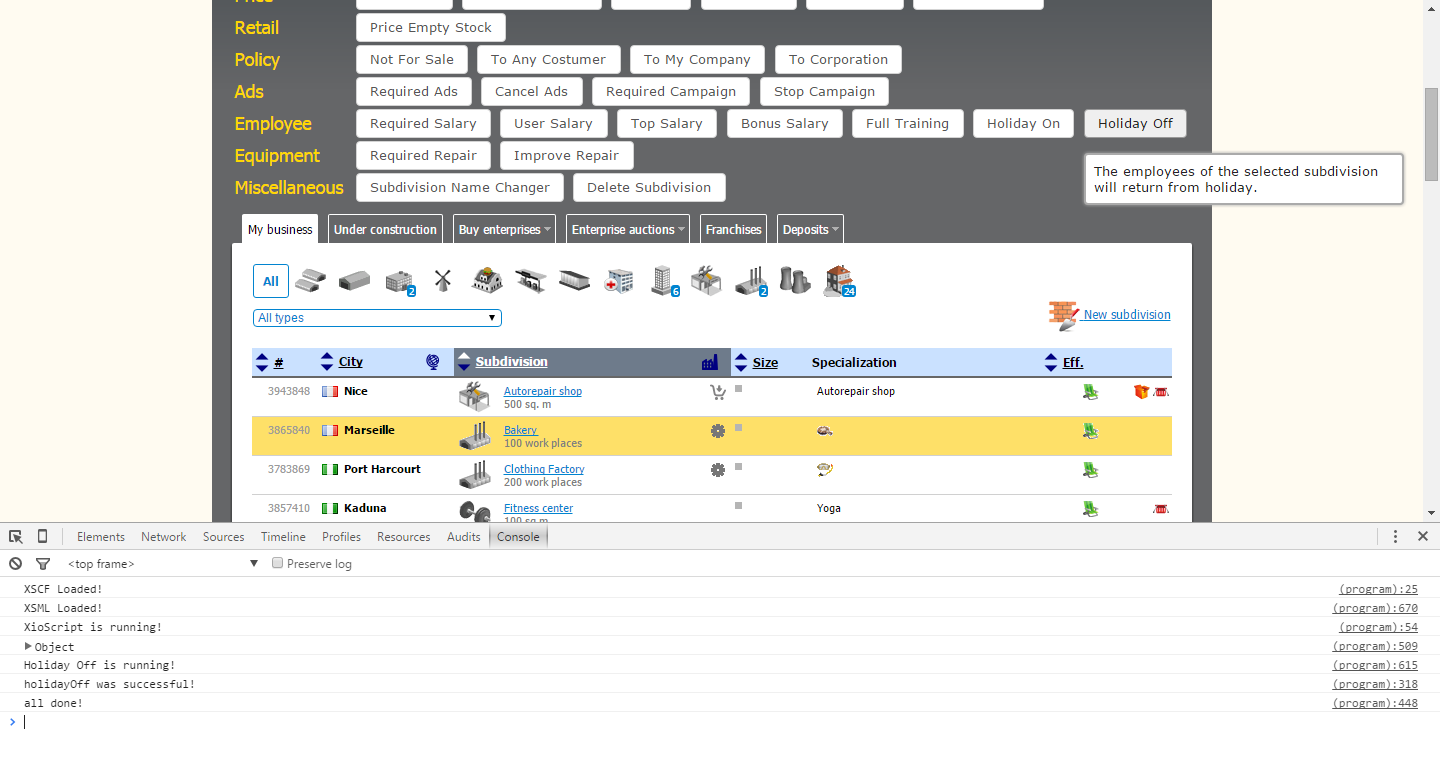 Retail Price Empty Stock
Policy Not For Sale To Any Costumer To My Company To Corporation
Ads Required Ads Cancel Ads Required Campaign Stop Campaign
Employee Required Salary User Salary Top Salary Bonus Salary Full Training Holiday On Holiday Off
Equipment Required Repair Improve Repair
The employees of the selected subdivision
will return from holiday.
Miscellaneous Subdivision Name Changer Delete Subdivision
My business Under construction Buy enterprises Enterprise auctions Franchises Deposits
All 2 6 2 24
All types
New subdivision
# City Subdivision Size Specialization Eff.
3943848 Nice Autorepair shop Autorepair shop
500 sq. m
3865840 Marseille Bakery
100 work places
3783869 Port Harcourt Clothing Factory
200 work places
3857410 Kaduna Fitness center Yoga
100 sq. m
Elements Network Sources Timeline Profiles Resources Audits Console
<top frame> Preserve log
XSCF Loaded! (program):25
XSML Loaded! (program):670
XioScript is running! (program):54
Object (program):509
Holiday Off is running! (program):615
holidayOff was successful! (program):318
all done! (program):448
>